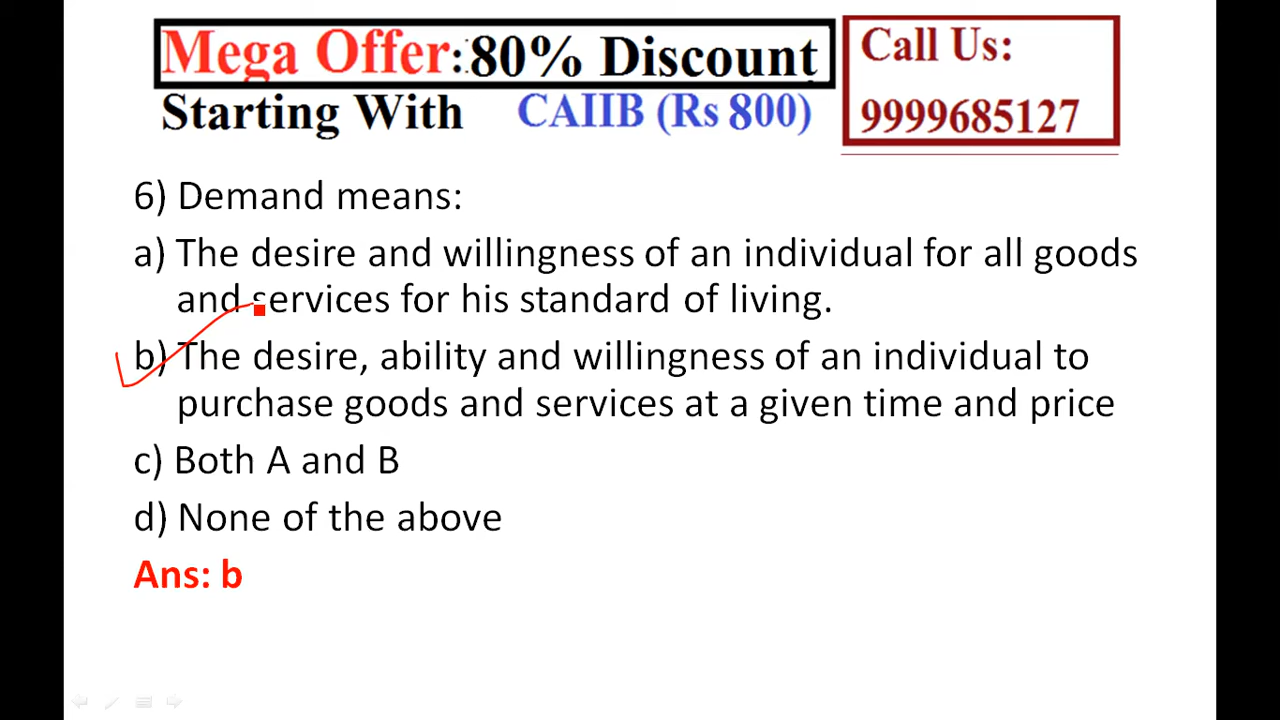 Mega Offer: 80% Discount
Starting With CAIIB (Rs 800)
Call Us:
9999685127
6) Demand means:
a) The desire and willingness of an individual for all goods
and services for his standard of living.
b) The desire, ability and willingness of an individual to
purchase goods and services at a given time and price
c) Both A and B
d) None of the above
Ans: b